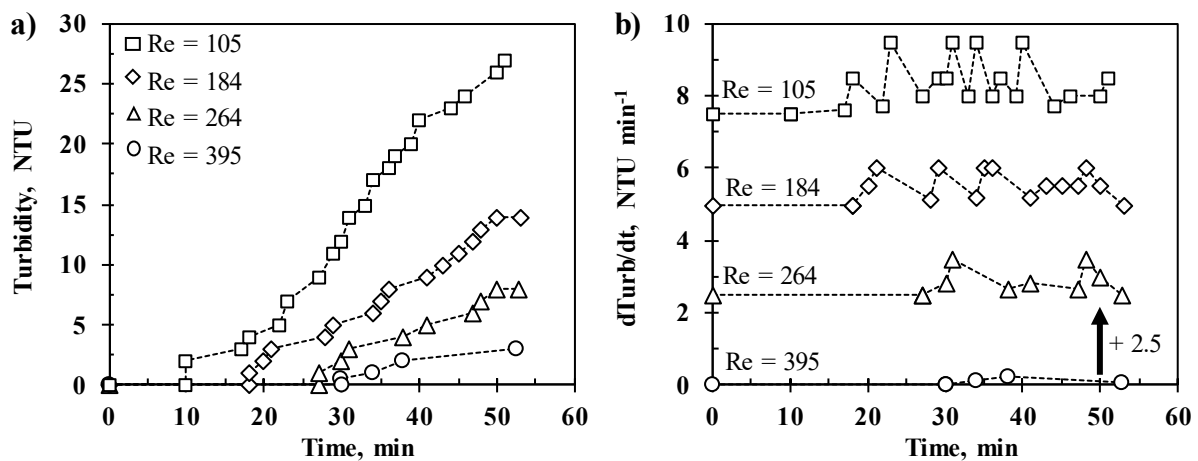 a)
Turbidity, NTU
30
25
20
15
10
5
0
Re = 105
Re = 184
Re = 264
Re = 395
0 10 20 30 40 50 60
Time, min
b)
dTurb/dt, NTU min-1
10
8
6
4
2
0
Re = 105
Re = 184
Re = 264
Re = 395
+ 2.5
0 10 20 30 40 50 60
Time, min